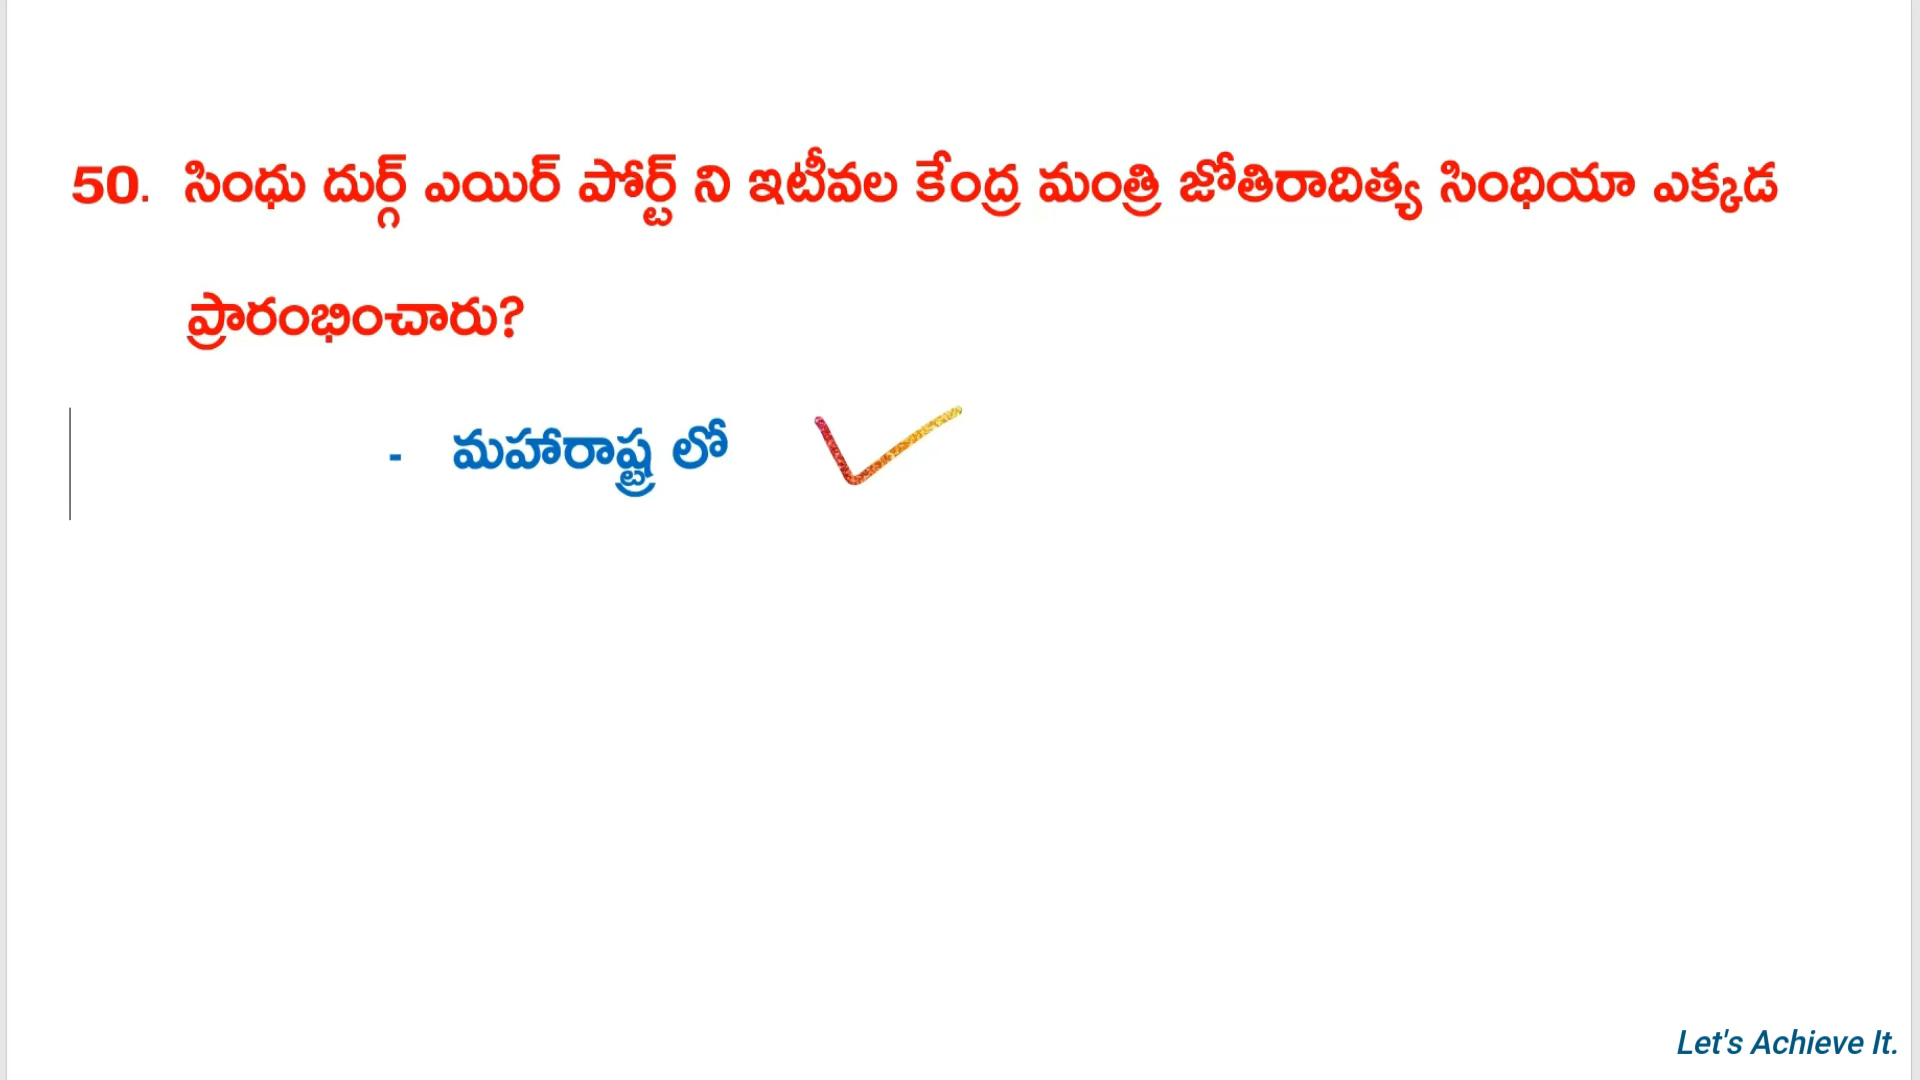 50. సింధు దుర్గ్ ఎయిర్ పోర్ట్ ని ఇటీవల కేంద్ర మంత్రి జోతిరాదిత్య సింధియా ఎక్కడ
ప్రారంభించారు?
- మహారాష్ట్ర లో
Let's Achieve It.